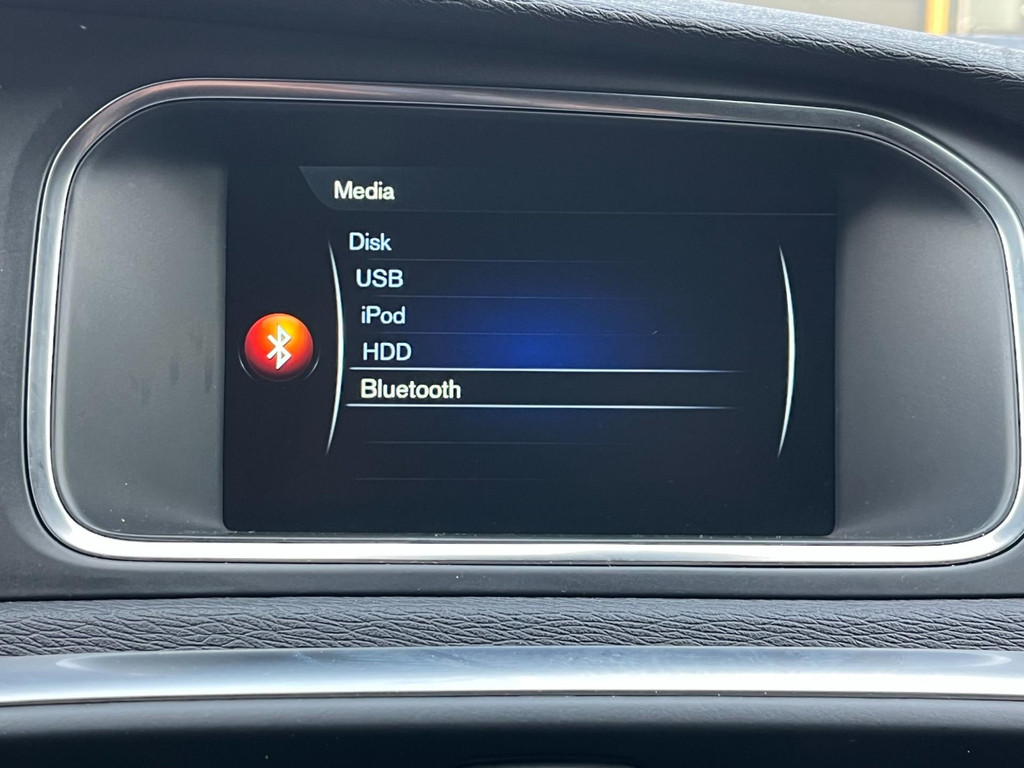 Media
Disk
USB
iPod
HDD
Bluetooth